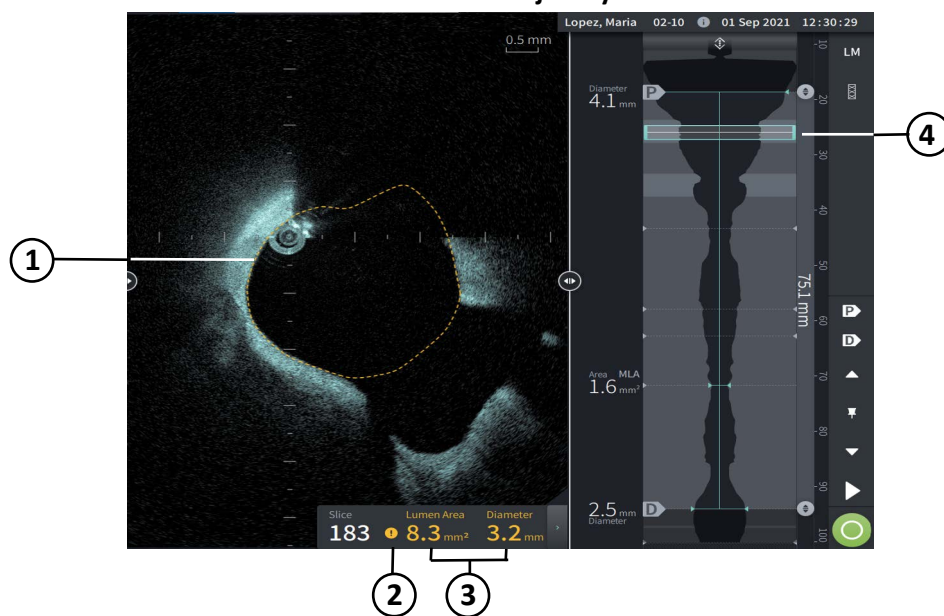 Lopez, Maria 02-10 i 01 Sep 2021 12:30:29
0.5 mm
LM
10
Diameter
4.1 mm
P
20
4
30
40
1
50
75.1 mm
60
P
D
Area MLA
1.6 mm²
70
80
90
2.5 mm
Diameter
D
100
Slice
183
!
Lumen Area
8.3 mm²
Diameter
3.2 mm
2
3